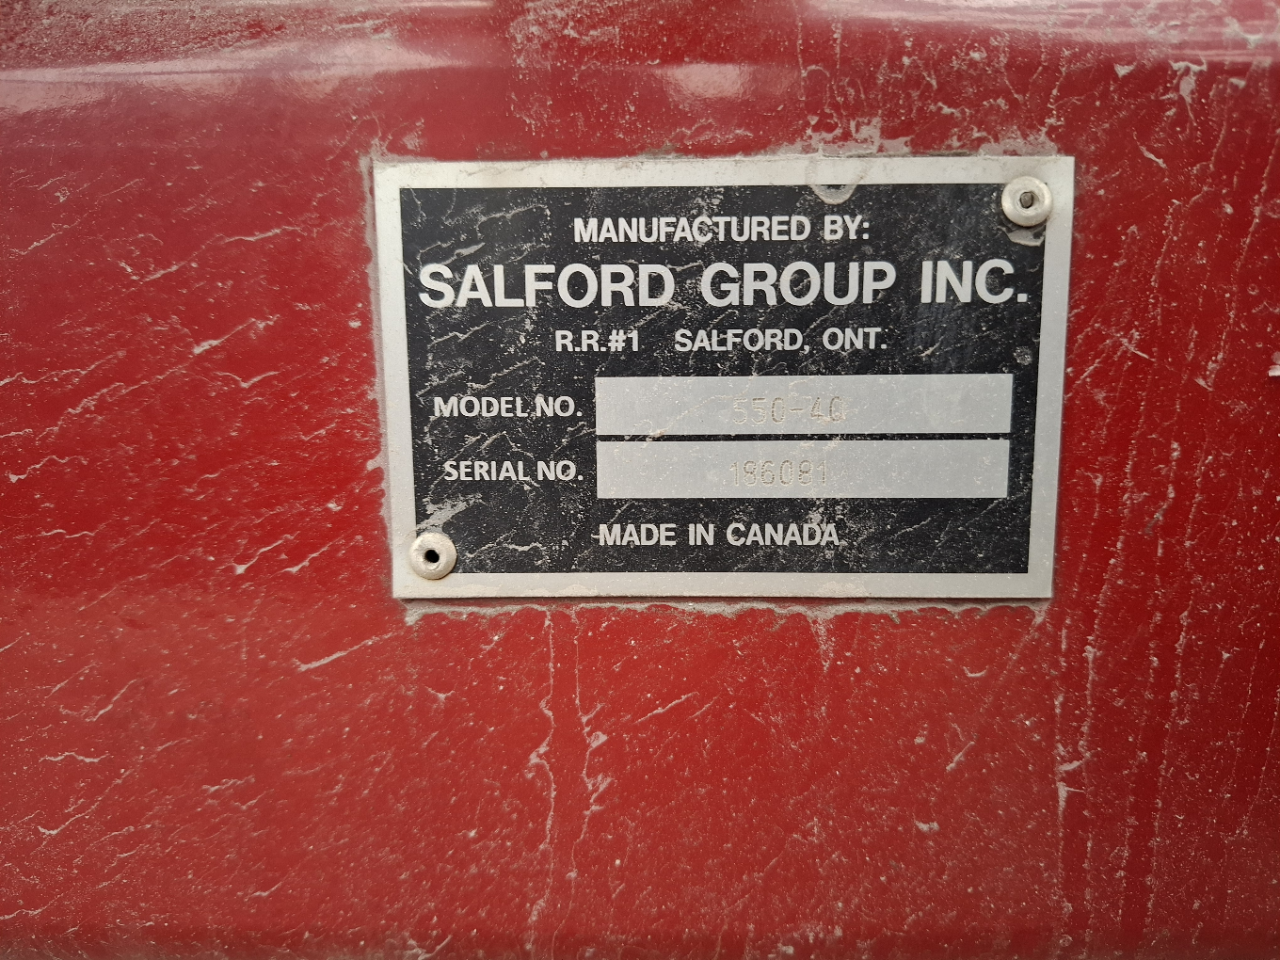 MANUFACTURED BY:
SALFORD GROUP INC.
R.R.#1 SALFORD, ONT.
MODEL NO. 550-40
SERIAL NO. 186081
MADE IN CANADA